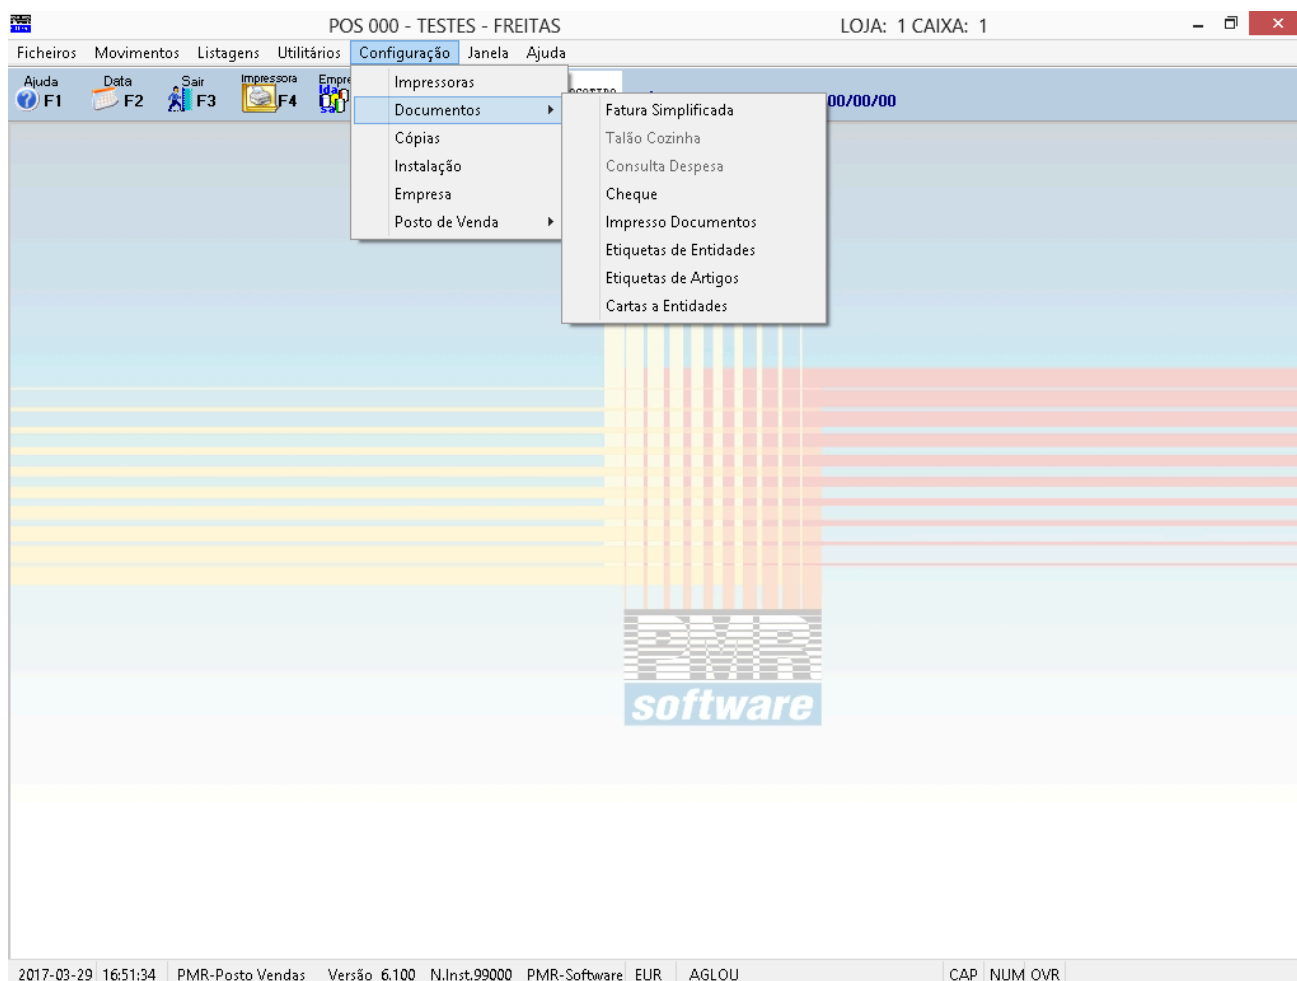 POS 000 - TESTES - FREITAS LOJA: 1 CAIXA: 1
Ficheiros Movimentos Listagens Utilitários Configuração Janela Ajuda
Ajuda F1
Data F2
Sair F3
Impressora F4
Impressoras
Documentos
Cópias
Instalação
Empresa
Posto de Venda
00/00/00
Fatura Simplificada
Talão Cozinha
Consulta Despesa
Cheque
Impresso Documentos
Etiquetas de Entidades
Etiquetas de Artigos
Cartas a Entidades
PMR
software
2017-03-29 16:51:34 PMR-Posto Vendas Versão 6.100 N.Inst.99000 PMR-Software EUR AGLOU CAP NUM OVR